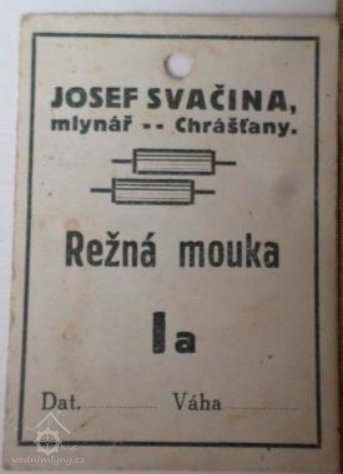 JOSEF SVAČINA,
mlynář -- Chrášťany.
Režná mouka
Ia
Dat. ............ Váha ............
vodnimlyny.cz